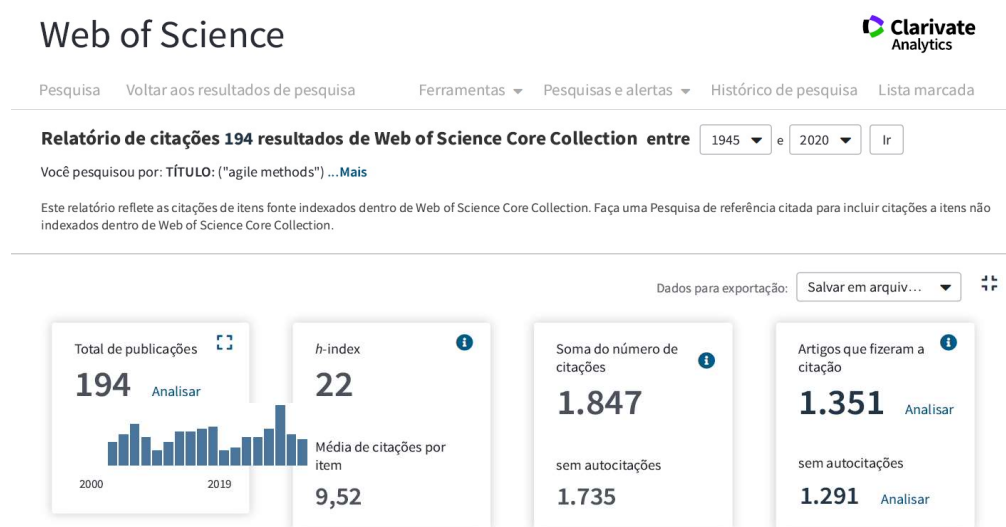 Web of Science
Clarivate
Analytics
Pesquisa Voltar aos resultados de pesquisa Ferramentas Pesquisas e alertas Histórico de pesquisa Lista marcada
Relatório de citações 194 resultados de Web of Science Core Collection entre 1945 e 2020 Ir
Você pesquisou por: TÍTULO: ("agile methods") ...Mais
Este relatório reflete as citações de itens fonte indexados dentro de Web of Science Core Collection. Faça uma Pesquisa de referência citada para incluir citações a itens não
indexados dentro de Web of Science Core Collection.
Dados para exportação: Salvar em arquiv...
Total de publicações
194 Analisar
2000 2019
h-index
22
Média de citações por
item
9,52
Soma do número de
citações
1.847
sem autocitações
1.735
Artigos que fizeram a
citação
1.351 Analisar
sem autocitações
1.291 Analisar